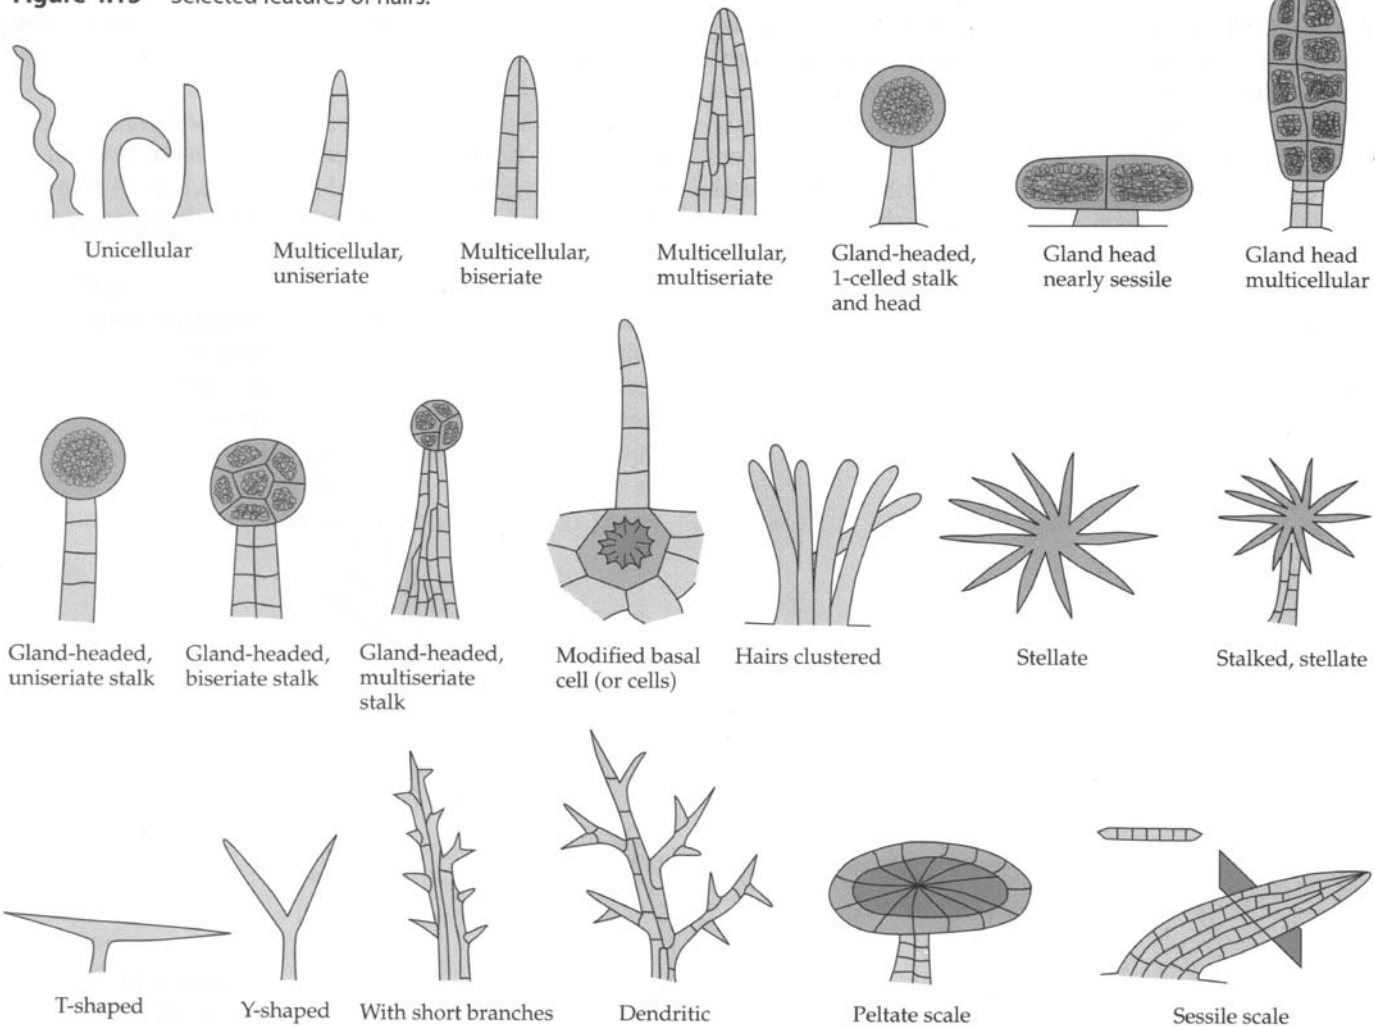 Figure 4.15 Selected features of hairs.
Unicellular
Multicellular,
uniseriate
Multicellular,
biseriate
Multicellular,
multiseriate
Gland-headed,
1-celled stalk
and head
Gland head
nearly sessile
Gland head
multicellular
Gland-headed,
uniseriate stalk
Gland-headed,
biseriate stalk
Gland-headed,
multiseriate
stalk
Modified basal
cell (or cells)
Hairs clustered
Stellate
Stalked, stellate
T-shaped
Y-shaped
With short branches
Dendritic
Peltate scale
Sessile scale